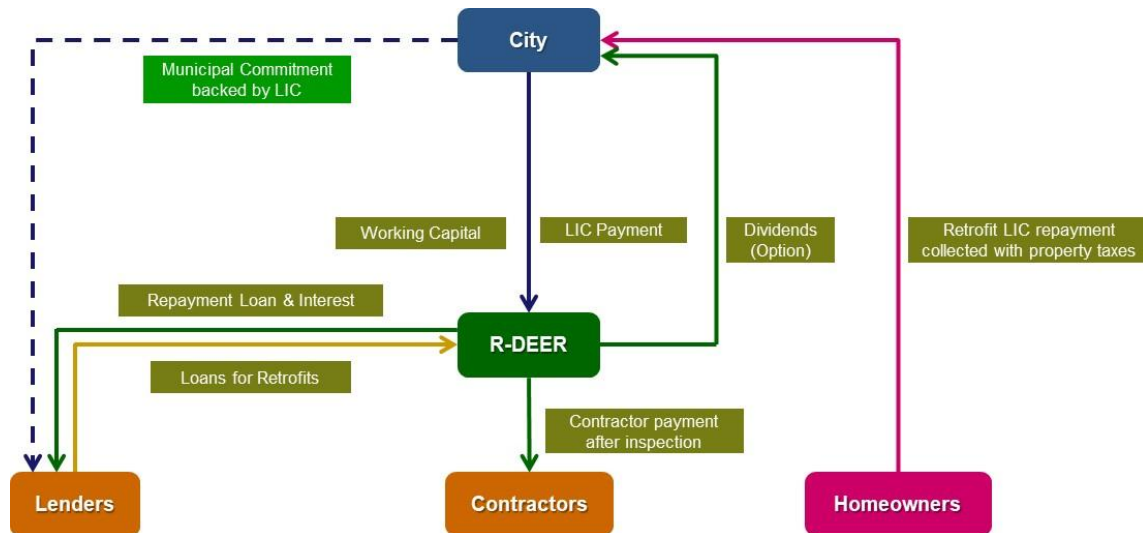 City
Municipal Commitment
backed by LIC
Working Capital
LIC Payment
Dividends
(Option)
Retrofit LIC repayment
collected with property taxes
Repayment Loan & Interest
R-DEER
Loans for Retrofits
Contractor payment
after inspection
Lenders
Contractors
Homeowners